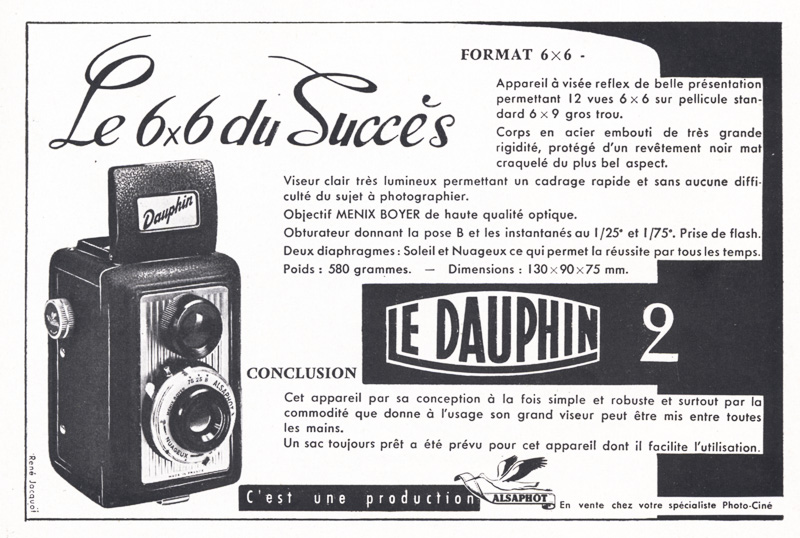 Le 6x6 du Succès
FORMAT 6×6 -
Appareil à visée reflex de belle présentation
permettant 12 vues 6×6 sur pellicule stan-
dard 6×9 gros trou.
Corps en acier embouti de très grande
rigidité, protégé d'un revêtement noir mat
craquelé du plus bel aspect.
Viseur clair très lumineux permettant un cadrage rapide et sans aucune diffi-
culté du sujet à photographier.
Objectif MENIX BOYER de haute qualité optique.
Obturateur donnant la pose B et les instantanés au 1/25e et 1/75e. Prise de flash.
Deux diaphragmes : Soleil et Nuageux ce qui permet la réussite par tous les temps.
Poids : 580 grammes. — Dimensions : 130×90×75 mm.
Dauphin
LE DAUPHIN 2
75 25 B ALSAPHOT
NUAGEUX
MADE IN FRANCE
CONCLUSION
Cet appareil par sa conception à la fois simple et robuste et surtout par la
commodité que donne à l'usage son grand viseur peut être mis entre toutes
les mains.
Un sac toujours prêt a été prévu pour cet appareil dont il facilite l'utilisation.
René Jacquot
C'est une production
ALSAPHOT
En vente chez votre spécialiste Photo-Ciné